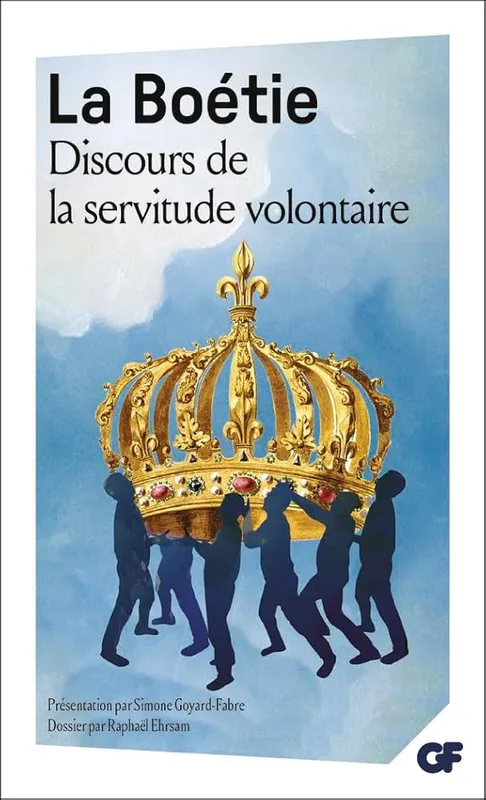 La Boétie
Discours de
la servitude volontaire
Présentation par Simone Goyard-Fabre
Dossier par Raphaël Ehrsam
GF